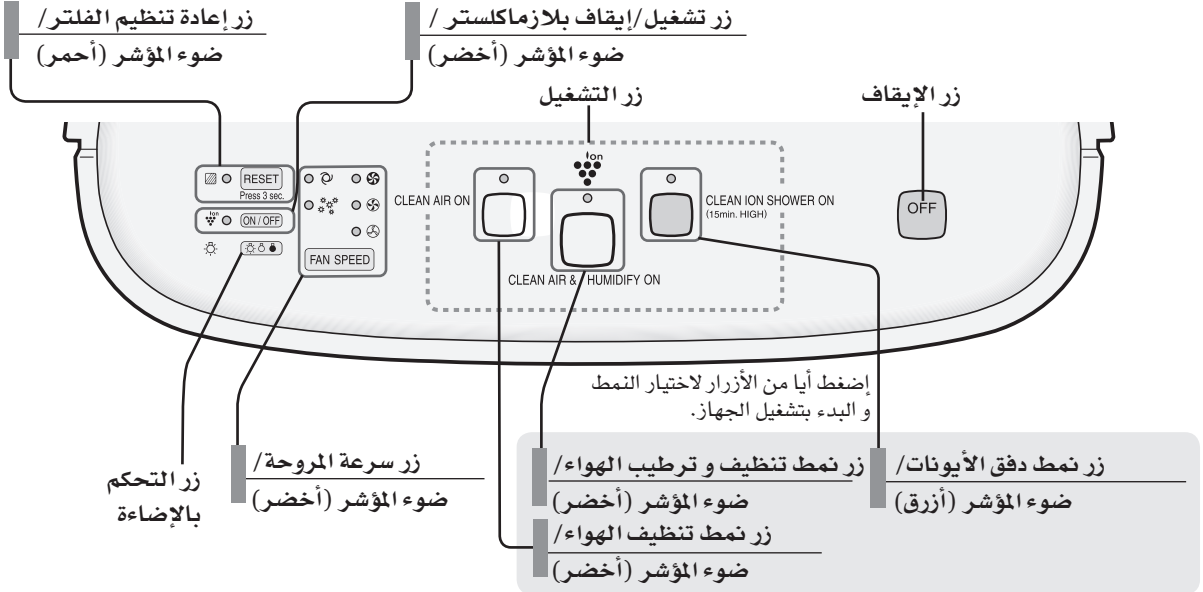 زر إعادة تنظيم الفلتر/
ضوء المؤشر (أحمر)
زر تشغيل/إيقاف بلازماكلستر /
ضوء المؤشر (أخضر)
زر التشغيل
زر الإيقاف
ion
RESET
Press 3 sec.
ion
ON / OFF
FAN SPEED
CLEAN AIR ON
CLEAN AIR & HUMIDIFY ON
CLEAN ION SHOWER ON
(15min. HIGH)
OFF
إضغط أيا من الأزرار لاختيار النمط
و البدء بتشغيل الجهاز.
زر التحكم
بالإضاءة
زر سرعة المروحة/
ضوء المؤشر (أخضر)
زر نمط تنظيف و ترطيب الهواء/
ضوء المؤشر (أخضر)
زر نمط تنظيف الهواء/
ضوء المؤشر (أخضر)
زر نمط دفق الأيونات/
ضوء المؤشر (أزرق)